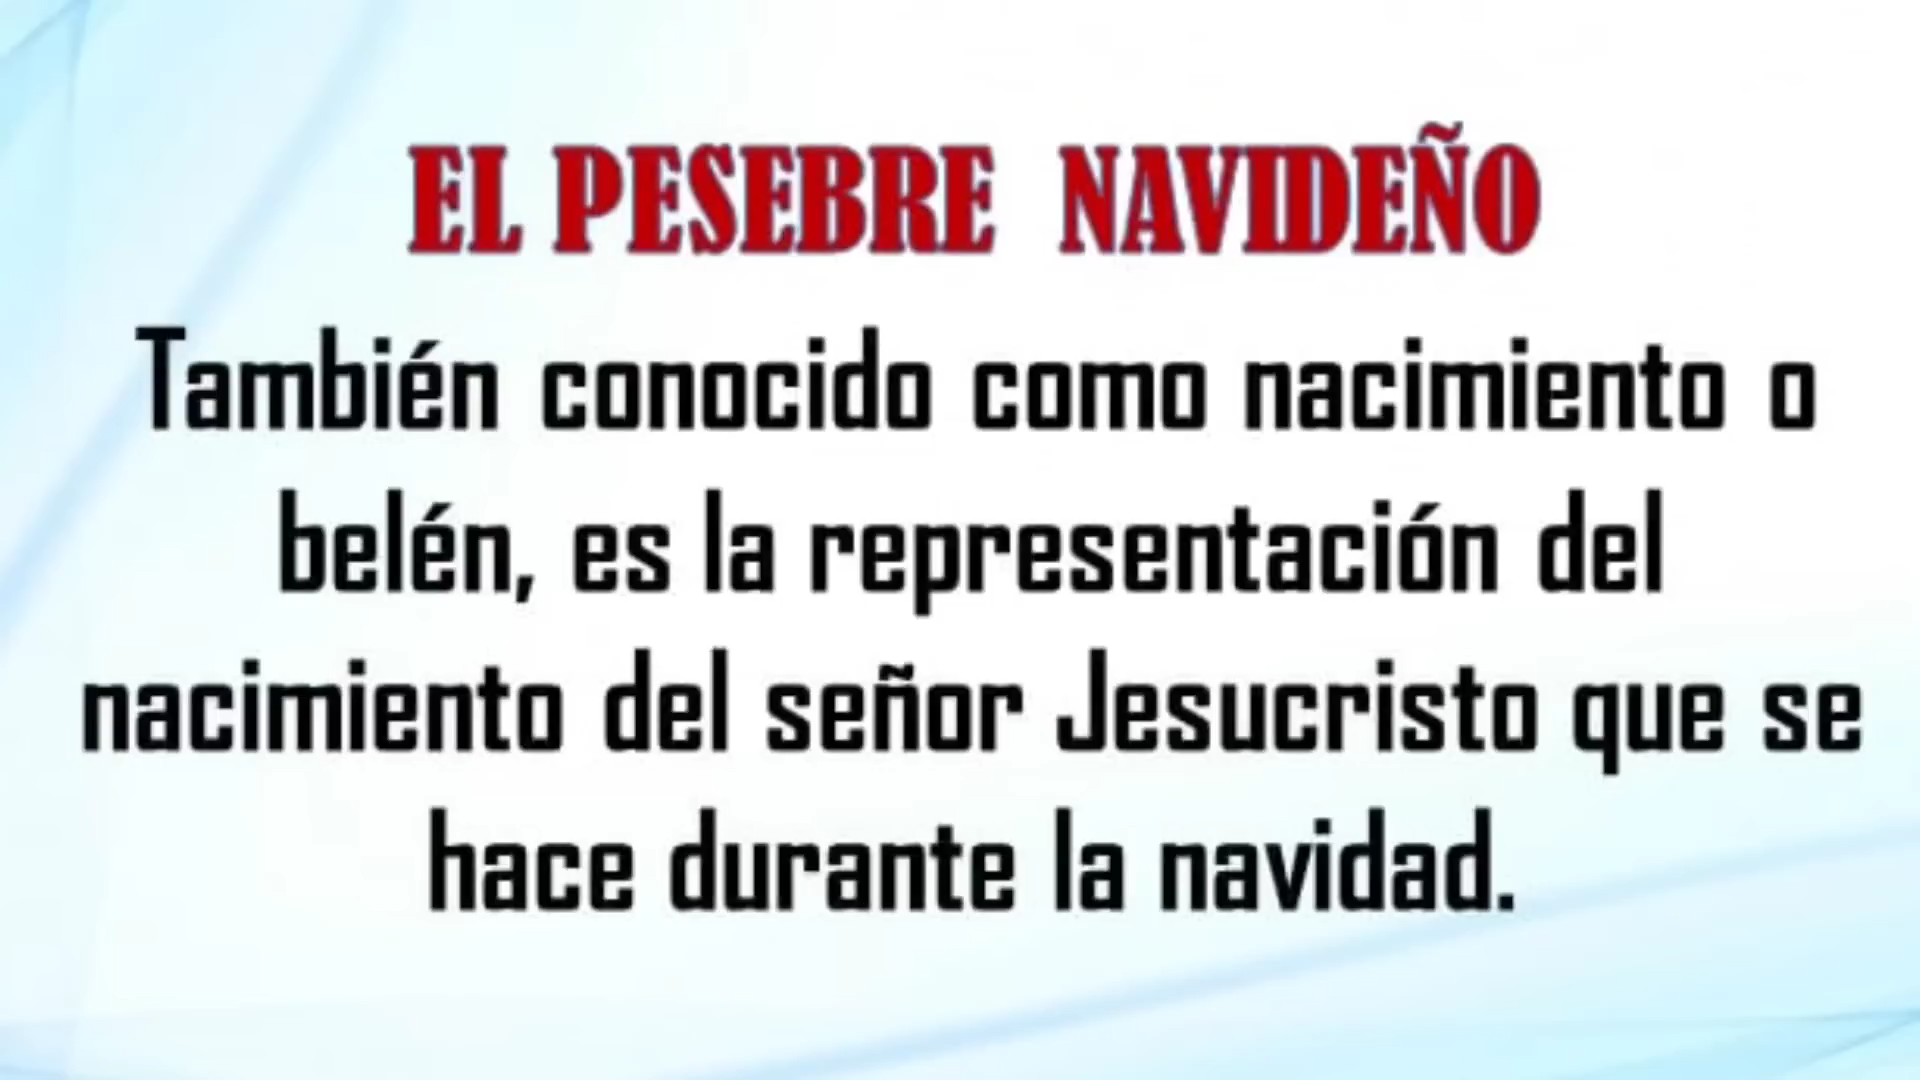 EL PESEBRE NAVIDEÑO
También conocido como nacimiento o
belén, es la representación del
nacimiento del señor Jesucristo que se
hace durante la navidad.